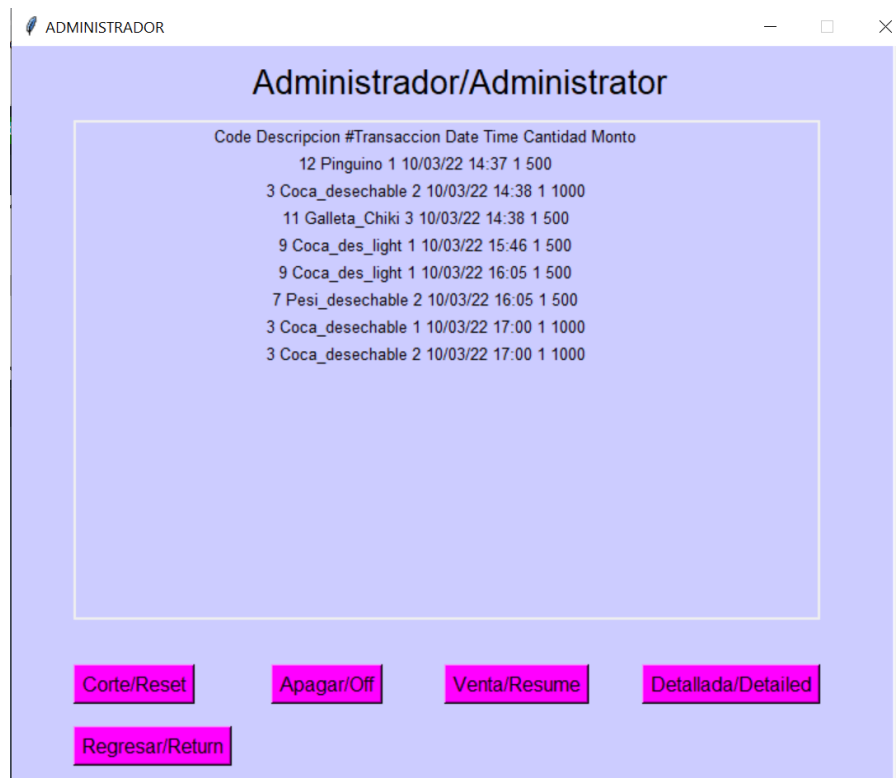 ADMINISTRADOR
Administrador/Administrator
Code Descripcion #Transaccion Date Time Cantidad Monto
12 Pinguino 1 10/03/22 14:37 1 500
3 Coca_desechable 2 10/03/22 14:38 1 1000
11 Galleta_Chiki 3 10/03/22 14:38 1 500
9 Coca_des_light 1 10/03/22 15:46 1 500
9 Coca_des_light 1 10/03/22 16:05 1 500
7 Pesi_desechable 2 10/03/22 16:05 1 500
3 Coca_desechable 1 10/03/22 17:00 1 1000
3 Coca_desechable 2 10/03/22 17:00 1 1000
Corte/Reset Apagar/Off Venta/Resume Detallada/Detailed
Regresar/Return